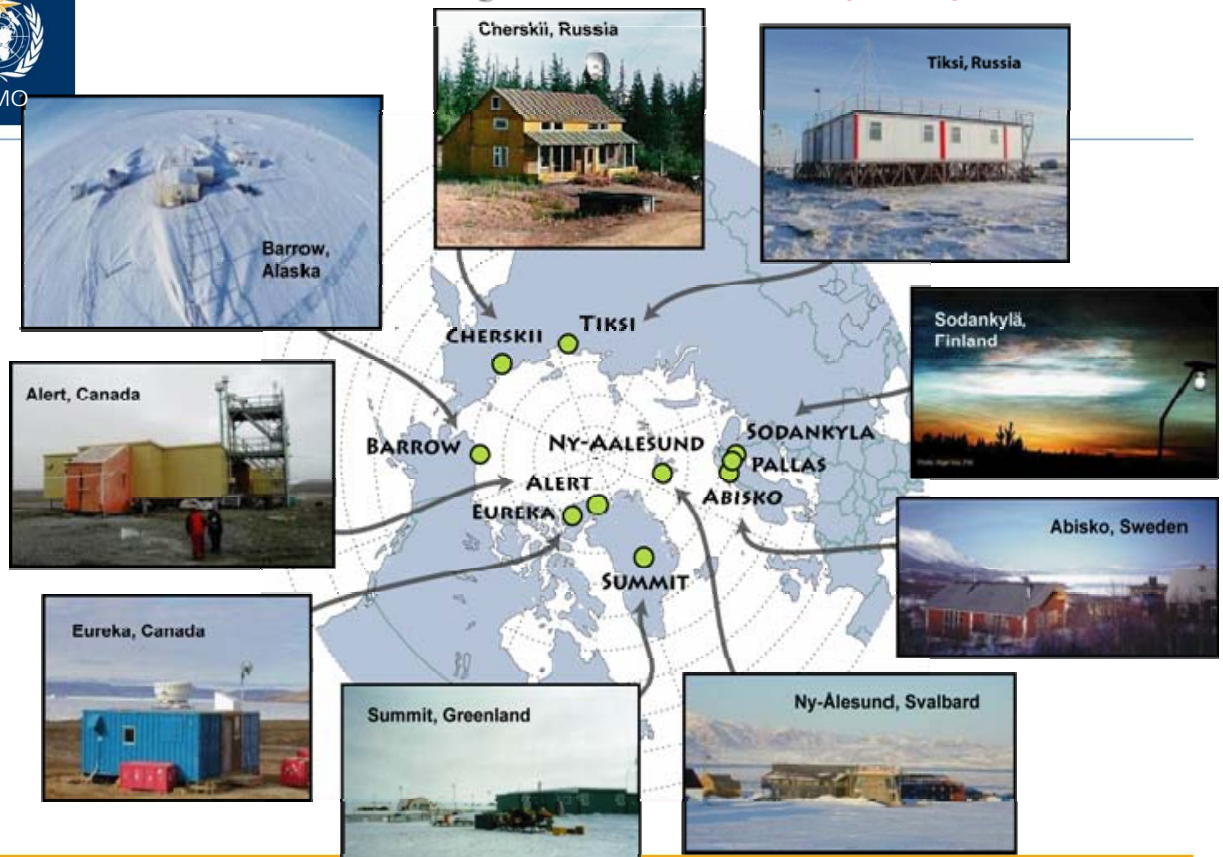 MO
Cherskii, Russia
Tiksi, Russia
Barrow,
Alaska
Sodankylä,
Finland
CHERSKII
TIKSI
Alert, Canada
BARROW
NY-AALESUND
SODANKYLA
PALLAS
ALERT
ABISKO
EUREKA
Abisko, Sweden
SUMMIT
Eureka, Canada
Summit, Greenland
Ny-Ålesund, Svalbard